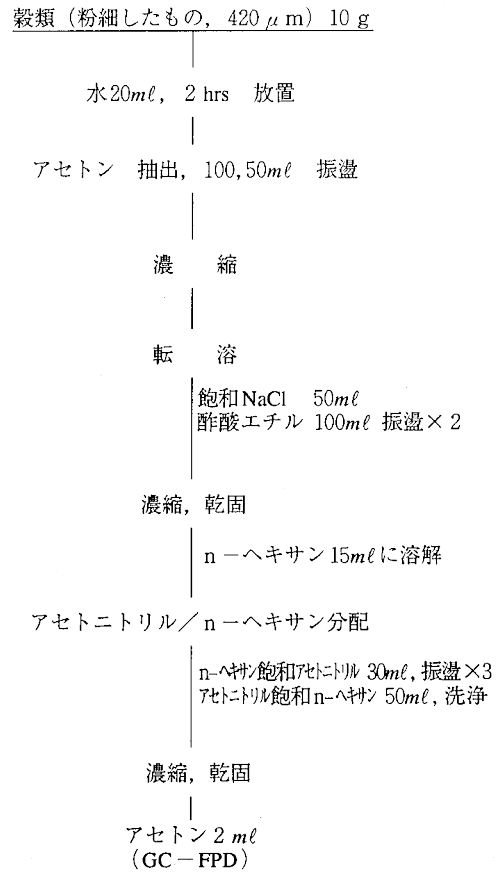 穀類（粉細したもの，420μm）10g
水20mℓ，2hrs 放置
アセトン 抽出，100，50mℓ 振盪
濃 縮
転 溶
飽和NaCl 50mℓ
酢酸エチル 100mℓ 振盪×2
濃縮，乾固
n－ヘキサン15mℓに溶解
アセトニトリル／n－ヘキサン分配
n-ヘキサン飽和アセトニトリル 30mℓ，振盪×3
アセトニトリル飽和n-ヘキサン 50mℓ，洗浄
濃縮，乾固
アセトン2mℓ
（GC－FPD）